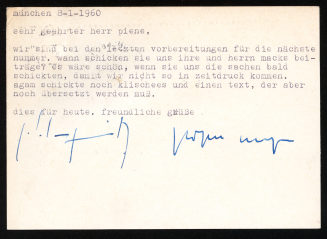 münchen 8-1-1960
sehr geehrter herr piene,
wir sind bei den letzten vorbereitungen für die nächste
nummer. wann schicken sie uns ihre und herrn macks bei-
träge? es wäre schön, wenn sie uns die sachen bald
schickten, damit wir nicht so in zeitdruck kommen.
agam schickte noch klischees und einen text, der aber
noch übersetzt werden muß.
dies für heute, freundliche grüße